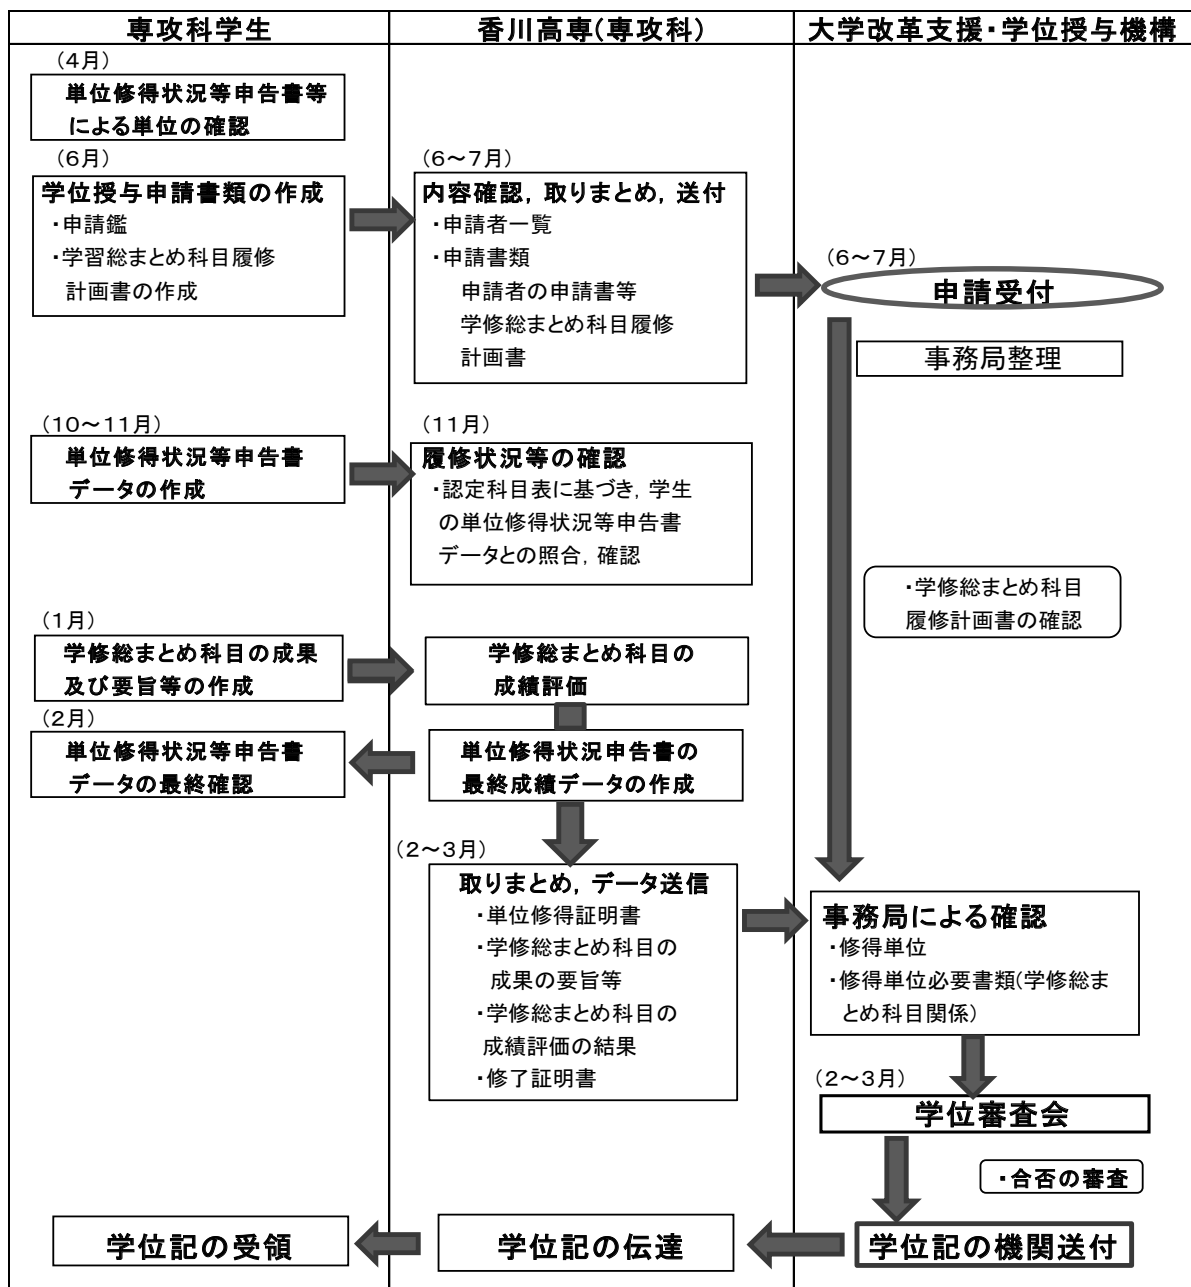 専攻科学生
香川高専(専攻科)
大学改革支援・学位授与機構
(4月)
単位修得状況等申告書等
による単位の確認
(6月)
学位授与申請書類の作成
・申請鑑
・学習総まとめ科目履修
計画書の作成
(6～7月)
内容確認,取りまとめ,送付
・申請者一覧
・申請書類
申請者の申請書等
学修総まとめ科目履修
計画書
(6～7月)
申請受付
事務局整理
(10～11月)
単位修得状況等申告書
データの作成
(11月)
履修状況等の確認
・認定科目表に基づき,学生
の単位修得状況等申告書
データとの照合,確認
・学修総まとめ科目
履修計画書の確認
(1月)
学修総まとめ科目の成果
及び要旨等の作成
学修総まとめ科目の
成績評価
(2月)
単位修得状況等申告書
データの最終確認
単位修得状況申告書の
最終成績データの作成
(2～3月)
取りまとめ,データ送信
・単位修得証明書
・学修総まとめ科目の
成果の要旨等
・学修総まとめ科目の
成績評価の結果
・修了証明書
事務局による確認
・修得単位
・修得単位必要書類(学修総ま
とめ科目関係)
(2～3月)
学位審査会
・合否の審査
学位記の受領
学位記の伝達
学位記の機関送付